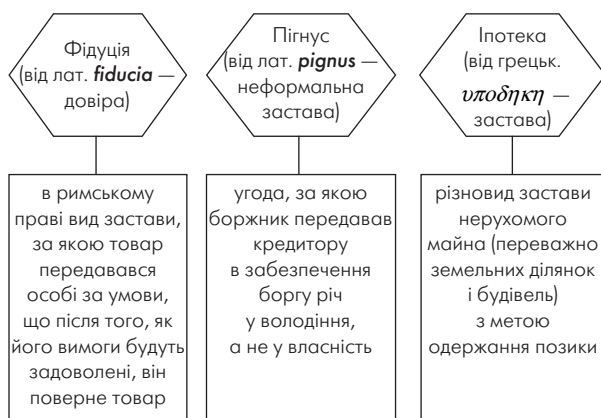 Фідуція
(від лат. fiducia —
довіра)
в римському
праві вид застави,
за якою товар
передавався
особі за умови,
що після того, як
його вимоги будуть
задоволені, він
поверне товар
Пігнус
(від лат. pignus —
неформальна
застава)
угода, за якою
боржник передавав
кредитору
в забезпечення
боргу річ
у володіння,
а не у власність
Іпотека
(від грецьк.
υποδηκη —
застава)
різновид застави
нерухомого
майна (переважно
земельних ділянок
і будівель)
з метою
одержання позики